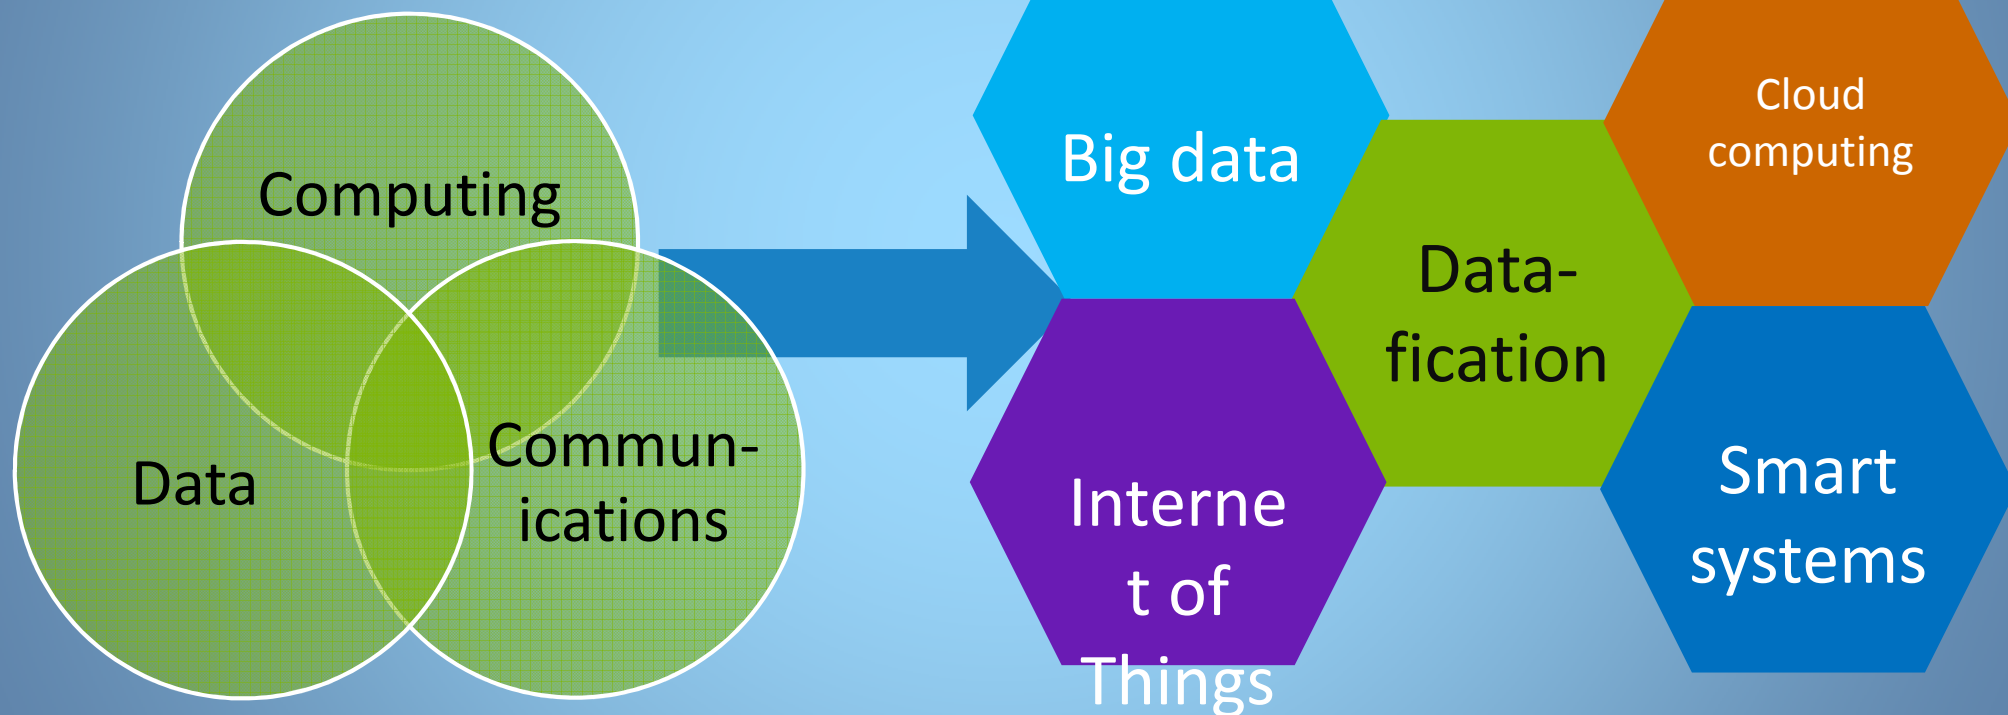 Computing
Data
Commun-
ications
Big data
Interne
t of
Things
Data-
fication
Cloud
computing
Smart
systems